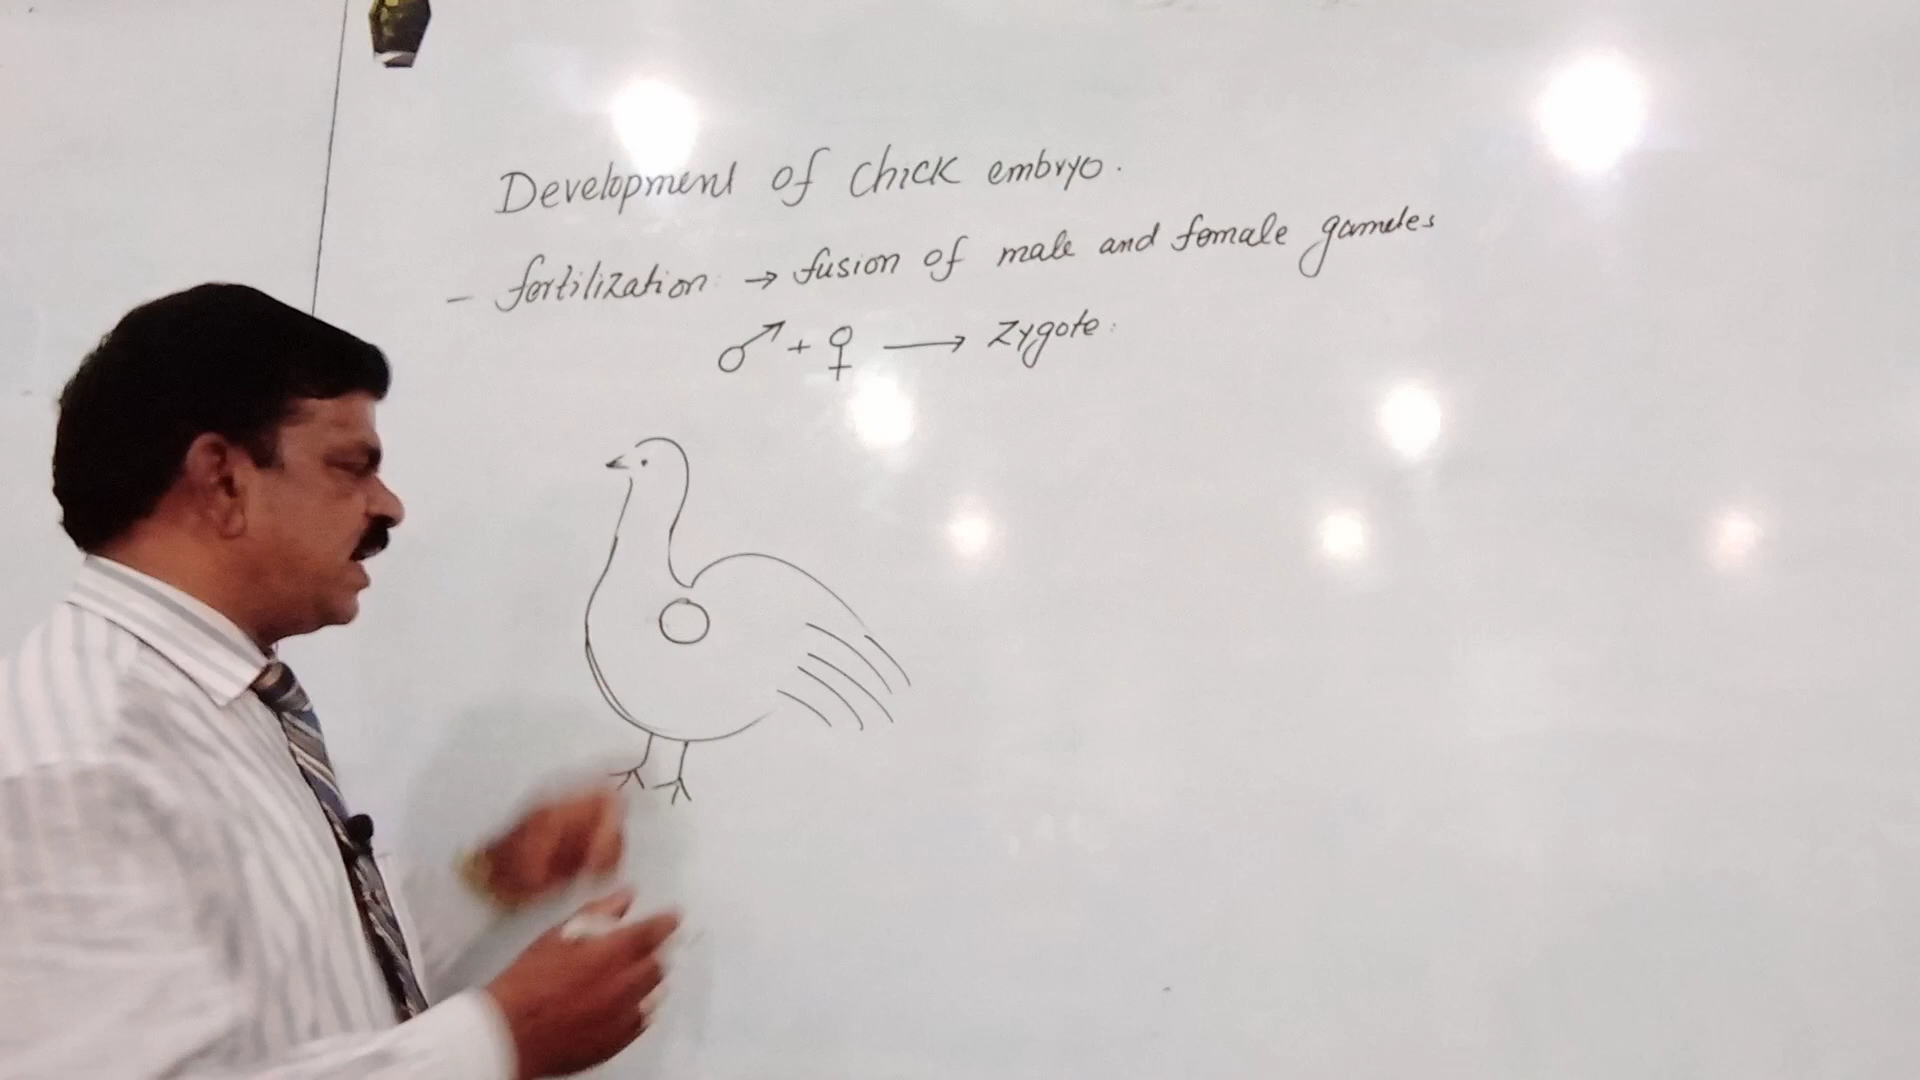 Development of chick embryo.
- fertilization → fusion of male and female gametes
♂ + ♀ → zygote.